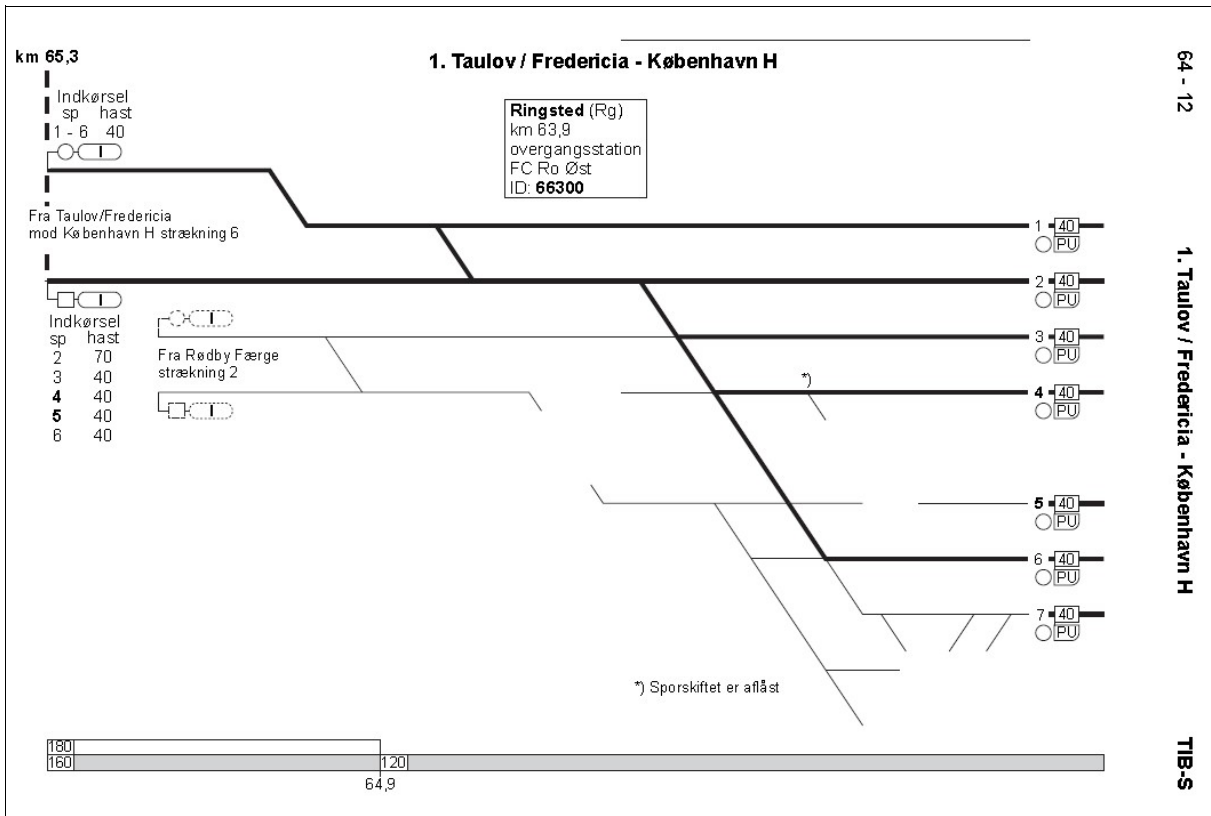 km 65,3
1. Taulov / Fredericia - København H
64 - 12
Indkørsel
sp hast
1 - 6 40
I
Ringsted (Rg)
km 63,9
overgangsstation
FC Ro Øst
ID: 66300
Fra Taulov/Fredericia
mod København H strækning 6
1 40
PU
2 40
PU
I
Indkørsel
sp hast
2 70
3 40
4 40
5 40
6 40
I
Fra Rødby Færge
strækning 2
I
3 40
PU
*)
4 40
PU
5 40
PU
6 40
PU
7 40
PU
*) Sporskiftet er aflåst
1. Taulov / Fredericia - København H
TIB-S
180
160 120
64,9